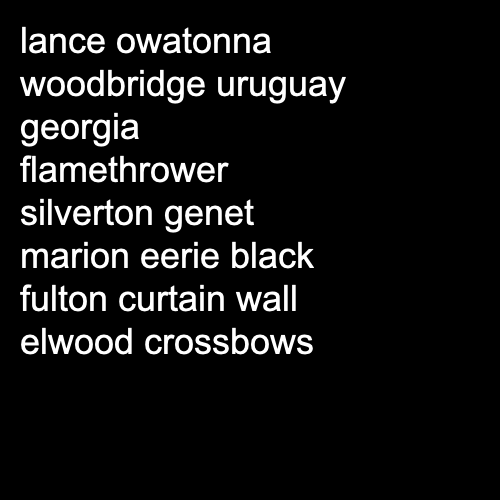 lance owatonna
woodbridge uruguay
georgia
flamethrower
silverton genet
marion eerie black
fulton curtain wall
elwood crossbows